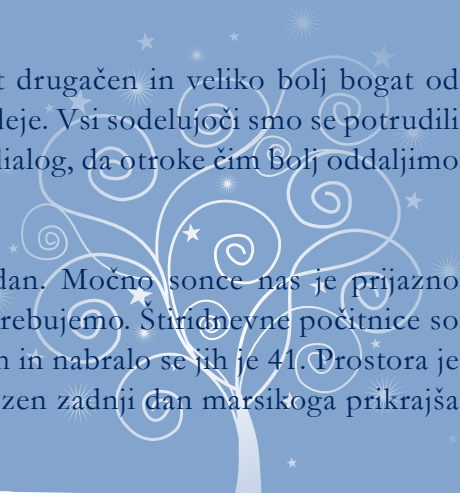 t drugačen in veliko bolj bogat od
leje. Vsi sodelujoči smo se potrudili
dialog, da otroke čim bolj oddaljimo
dan. Močno sonce nas je prijazno
rebujemo. Štiridnevne počitnice so
n in nabralo se jih je 41. Prostora je
zen zadnji dan marsikoga prikrajša